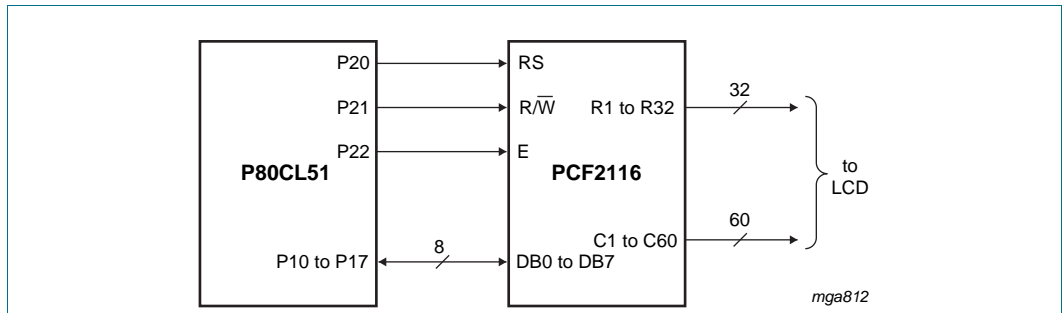 P20
RS
P21
R/W̅
R1 to R32
32
P22
E
P80CL51
PCF2116
to
LCD
8
60
C1 to C60
P10 to P17
DB0 to DB7
mga812